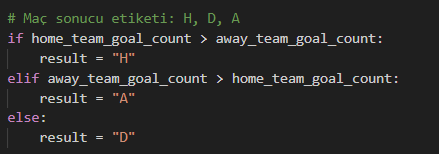 # Maç sonucu etiketi: H, D, A
if home_team_goal_count > away_team_goal_count:
    result = "H"
elif away_team_goal_count > home_team_goal_count:
    result = "A"
else:
    result = "D"